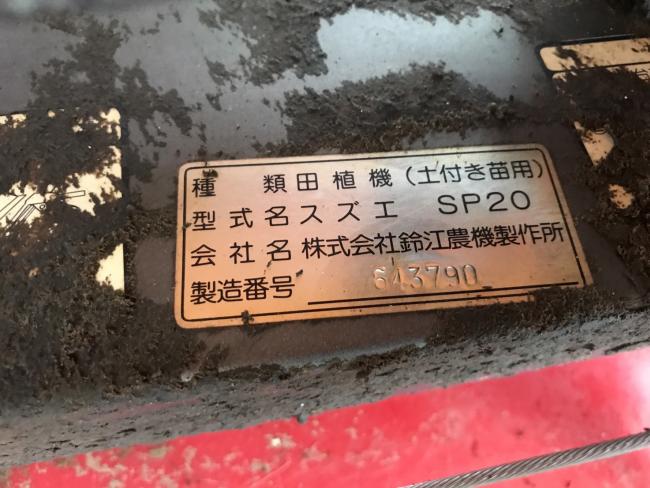 種 類 田植機(土付き苗用)
型式名 スズエ SP20
会社名 株式会社鈴江農機製作所
製造番号 643790